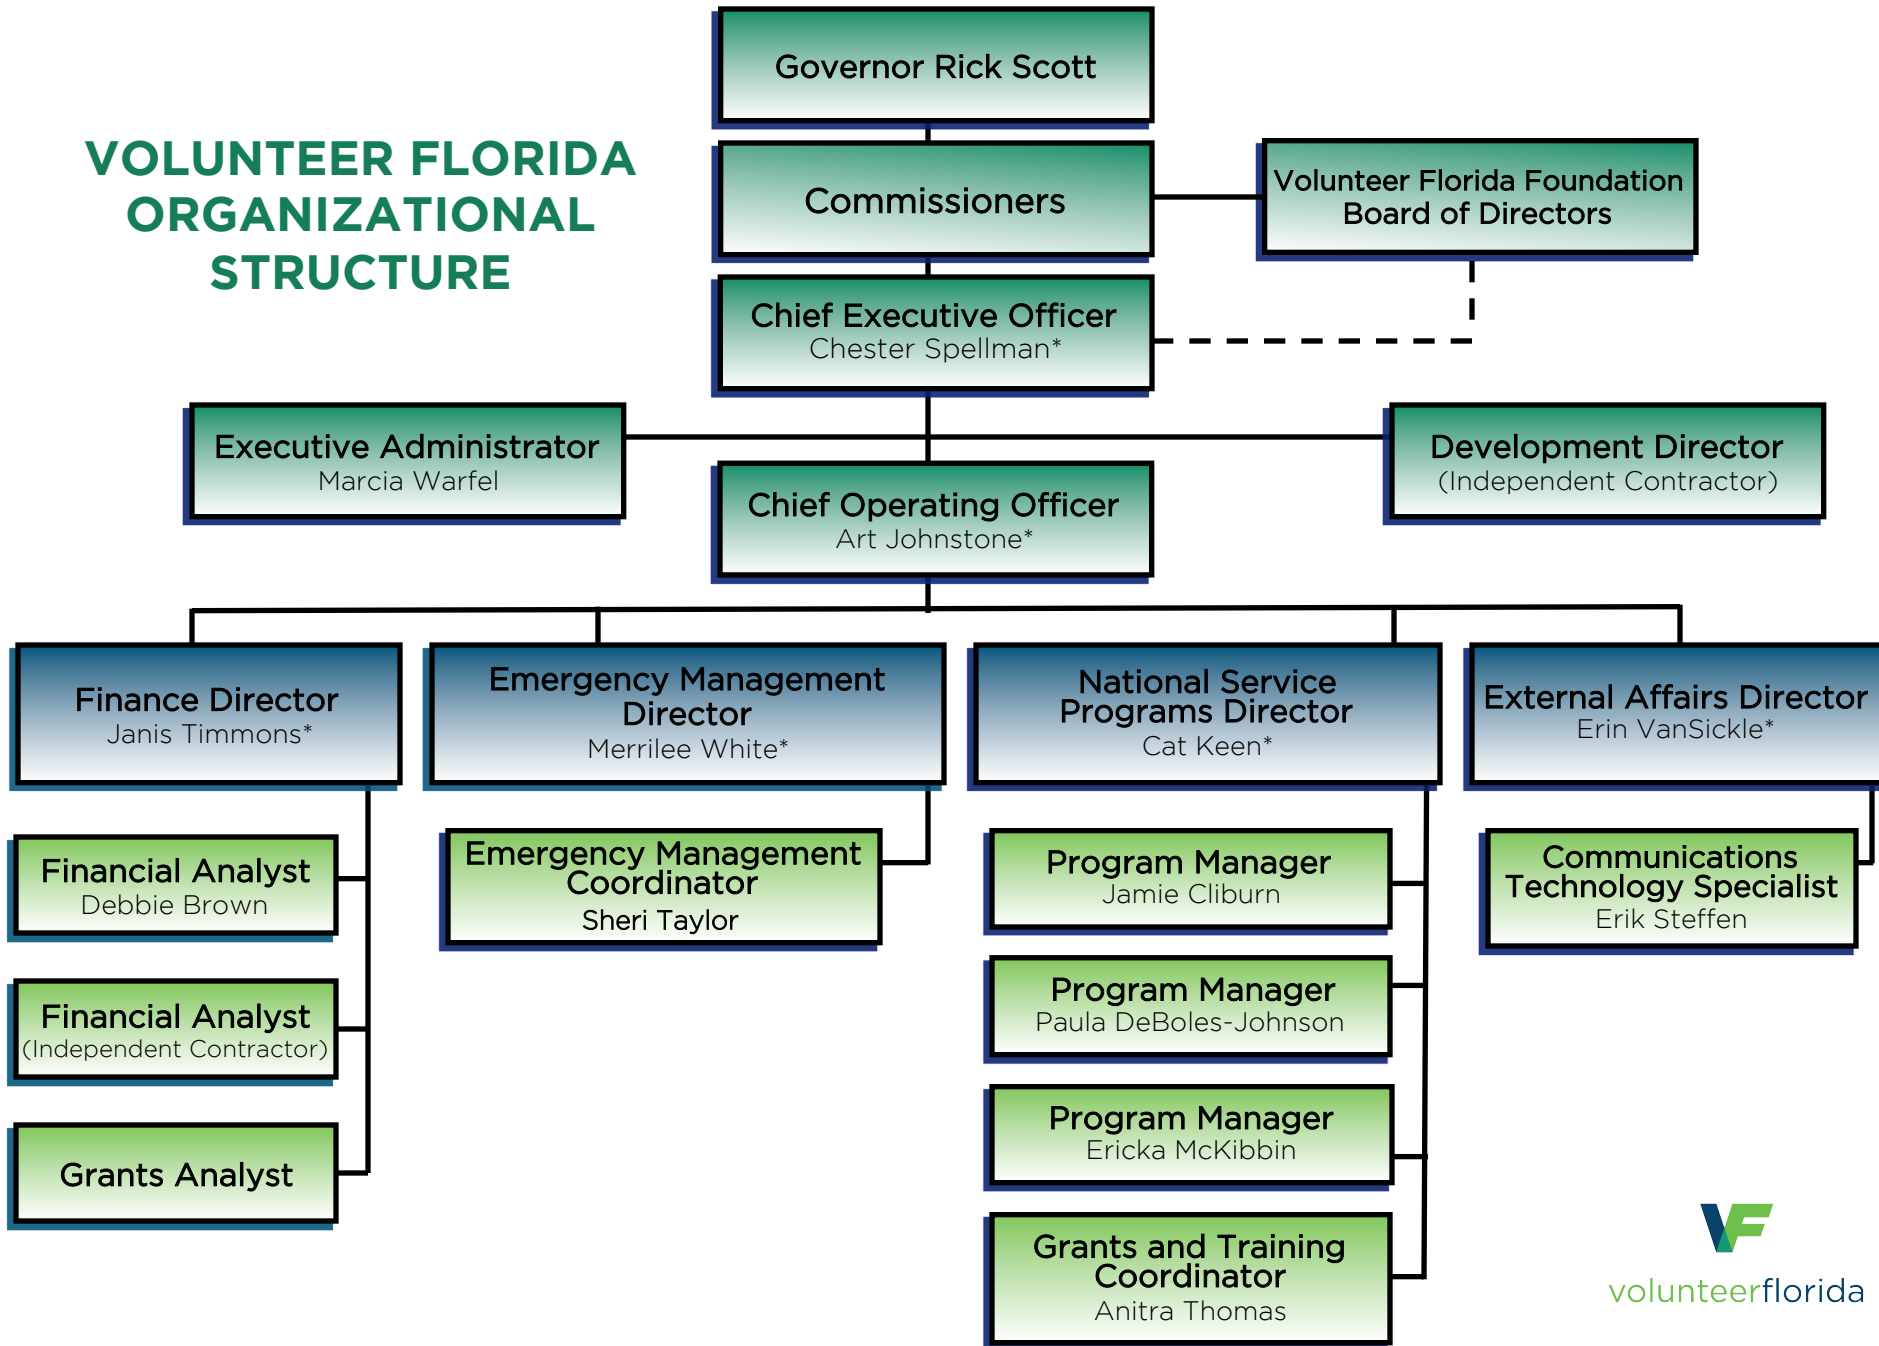 VOLUNTEER FLORIDA
ORGANIZATIONAL
STRUCTURE
Governor Rick Scott
Commissioners
Volunteer Florida Foundation
Board of Directors
Chief Executive Officer
Chester Spellman*
Executive Administrator
Marcia Warfel
Development Director
(Independent Contractor)
Chief Operating Officer
Art Johnstone*
Finance Director
Janis Timmons*
Emergency Management
Director
Merrilee White*
National Service
Programs Director
Cat Keen*
External Affairs Director
Erin VanSickle*
Financial Analyst
Debbie Brown
Financial Analyst
(Independent Contractor)
Grants Analyst
Emergency Management
Coordinator
Sheri Taylor
Program Manager
Jamie Cliburn
Program Manager
Paula DeBoles-Johnson
Program Manager
Ericka McKibbin
Grants and Training
Coordinator
Anitra Thomas
Communications
Technology Specialist
Erik Steffen
VF
volunteerflorida